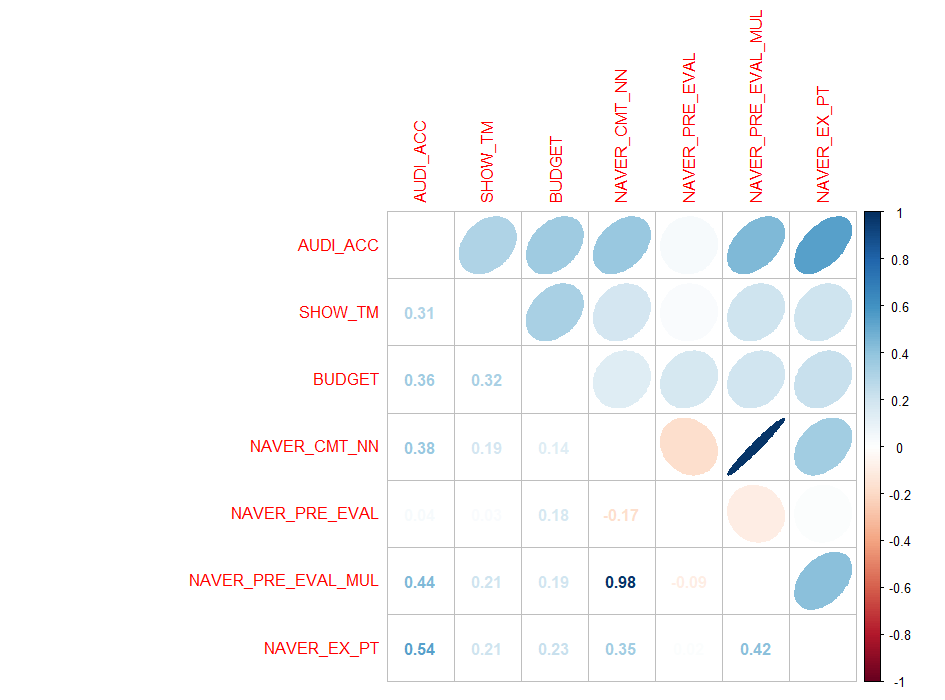 AUDI_ACC
SHOW_TM
BUDGET
NAVER_CMT_NN
NAVER_PRE_EVAL
NAVER_PRE_EVAL_MUL
NAVER_EX_PT
AUDI_ACC
SHOW_TM 0.31
BUDGET 0.36 0.32
NAVER_CMT_NN 0.38 0.19 0.14
NAVER_PRE_EVAL 0.04 0.18 -0.17
NAVER_PRE_EVAL_MUL 0.44 0.21 0.19 0.98 -0.09
NAVER_EX_PT 0.54 0.21 0.23 0.35 0.42
1
0.8
0.6
0.4
0.2
0
-0.2
-0.4
-0.6
-0.8
-1